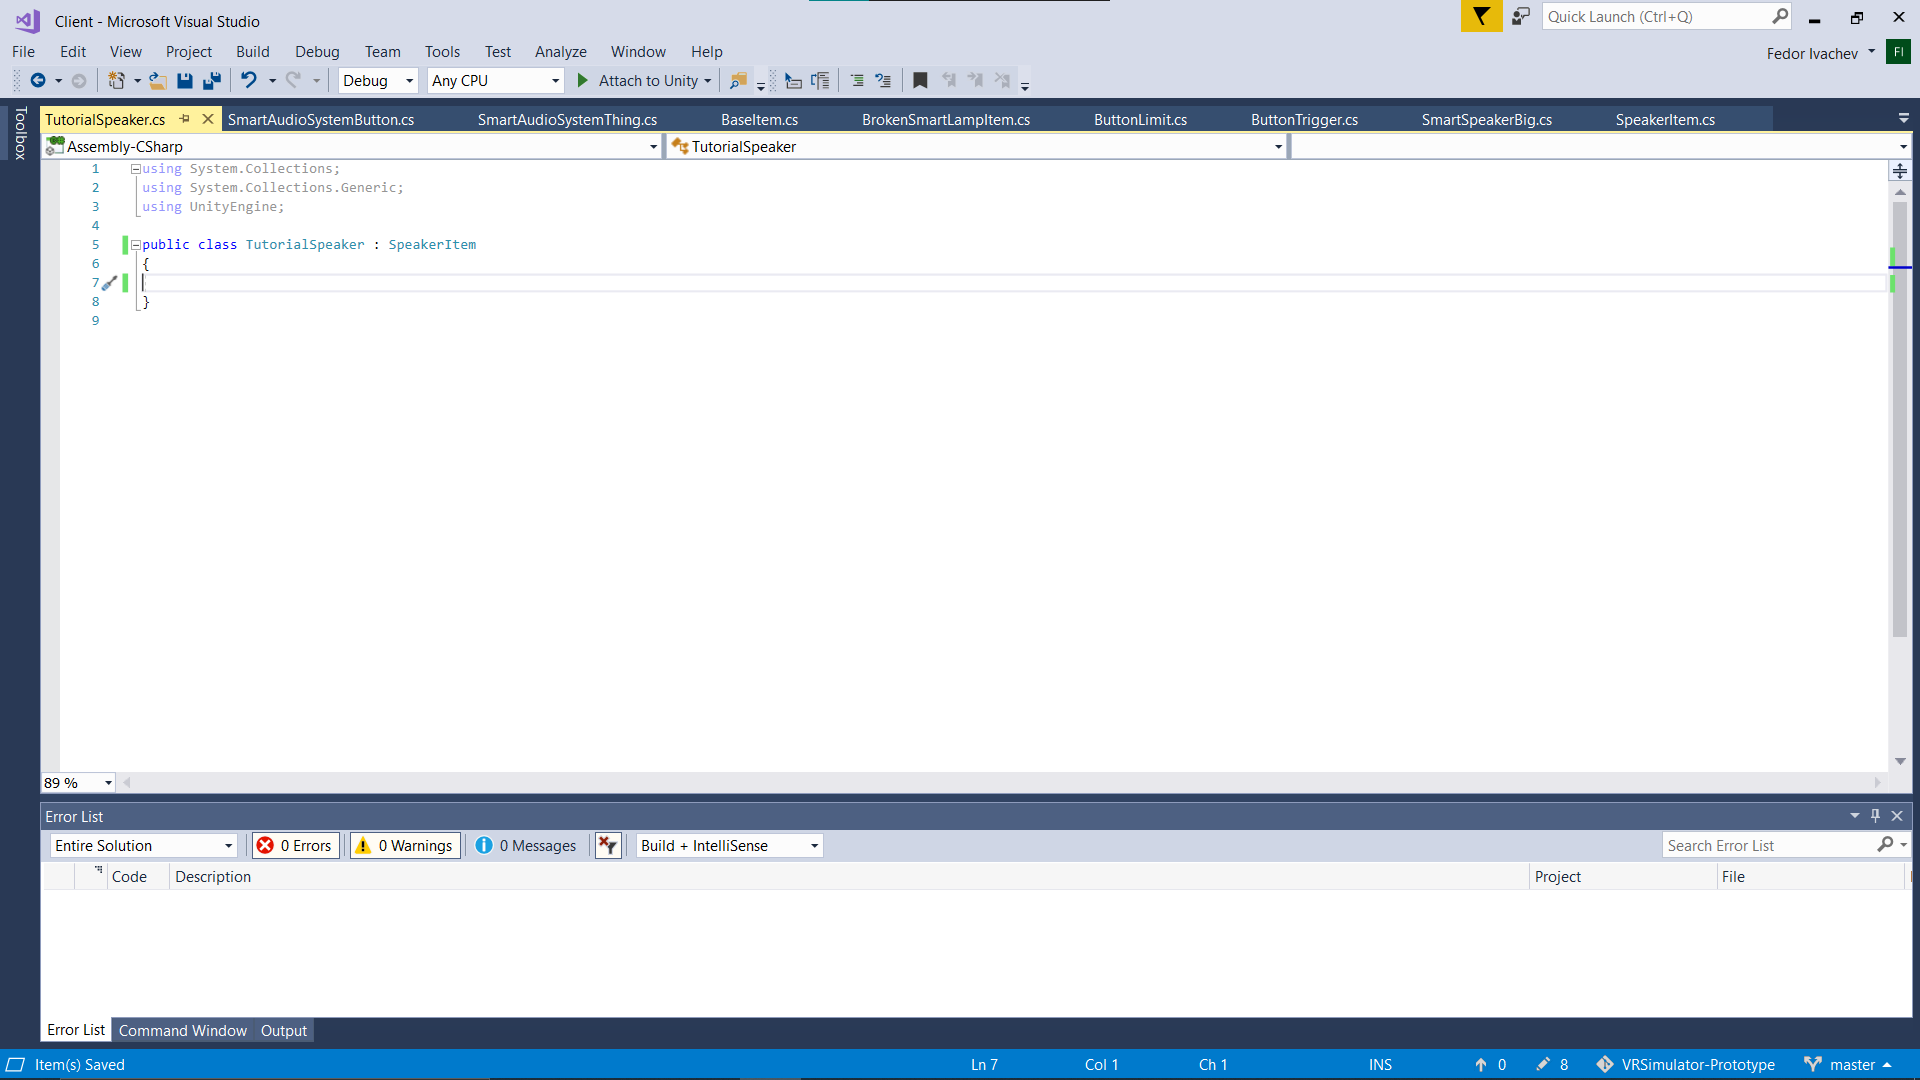 Client - Microsoft Visual Studio
Quick Launch (Ctrl+Q)
File Edit View Project Build Debug Team Tools Test Analyze Window Help
Fedor Ivachev FI
Debug Any CPU Attach to Unity
Toolbox
TutorialSpeaker.cs SmartAudioSystemButton.cs SmartAudioSystemThing.cs BaseItem.cs BrokenSmartLampItem.cs ButtonLimit.cs ButtonTrigger.cs SmartSpeakerBig.cs SpeakerItem.cs
Assembly-CSharp TutorialSpeaker
1 using System.Collections;
2 using System.Collections.Generic;
3 using UnityEngine;
4
5 public class TutorialSpeaker : SpeakerItem
6 {
7
8 }
9
89 %
Error List
Entire Solution 0 Errors 0 Warnings 0 Messages Build + IntelliSense Search Error List
Code Description Project File
Error List Command Window Output
Item(s) Saved Ln 7 Col 1 Ch 1 INS 0 8 VRSimulator-Prototype master